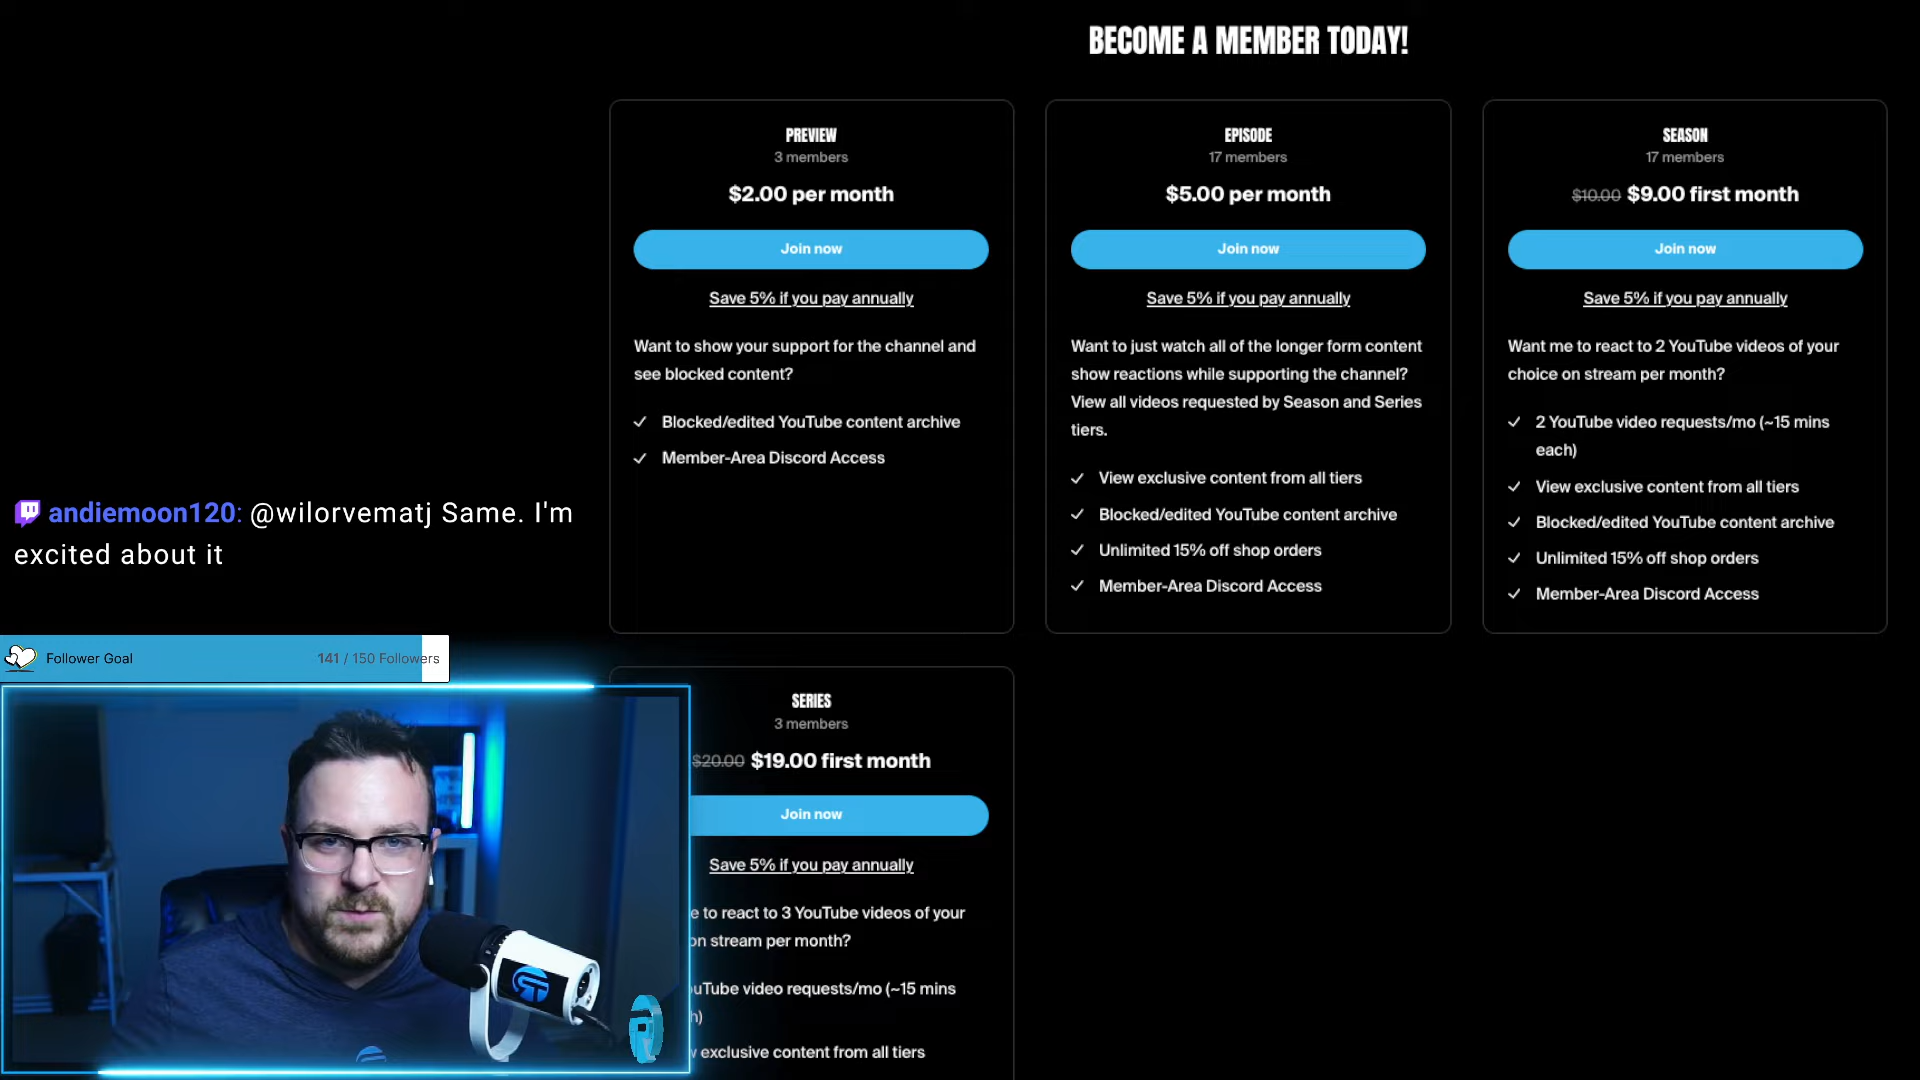 BECOME A MEMBER TODAY!
PREVIEW
3 members
$2.00 per month
Join now
Save 5% if you pay annually
Want to show your support for the channel and
see blocked content?
Blocked/edited YouTube content archive
Member-Area Discord Access
EPISODE
17 members
$5.00 per month
Join now
Save 5% if you pay annually
Want to just watch all of the longer form content
show reactions while supporting the channel?
View all videos requested by Season and Series
tiers.
View exclusive content from all tiers
Blocked/edited YouTube content archive
Unlimited 15% off shop orders
Member-Area Discord Access
SEASON
17 members
$10.00 $9.00 first month
Join now
Save 5% if you pay annually
Want me to react to 2 YouTube videos of your
choice on stream per month?
2 YouTube video requests/mo (~15 mins
each)
View exclusive content from all tiers
Blocked/edited YouTube content archive
Unlimited 15% off shop orders
Member-Area Discord Access
andiemoon120: @wilorvematj Same. I'm
excited about it
Follower Goal 141 / 150 Followers
SERIES
3 members
$20.00 $19.00 first month
Join now
Save 5% if you pay annually
to react to 3 YouTube videos of your
on stream per month?
video requests/mo (~15 mins
exclusive content from all tiers